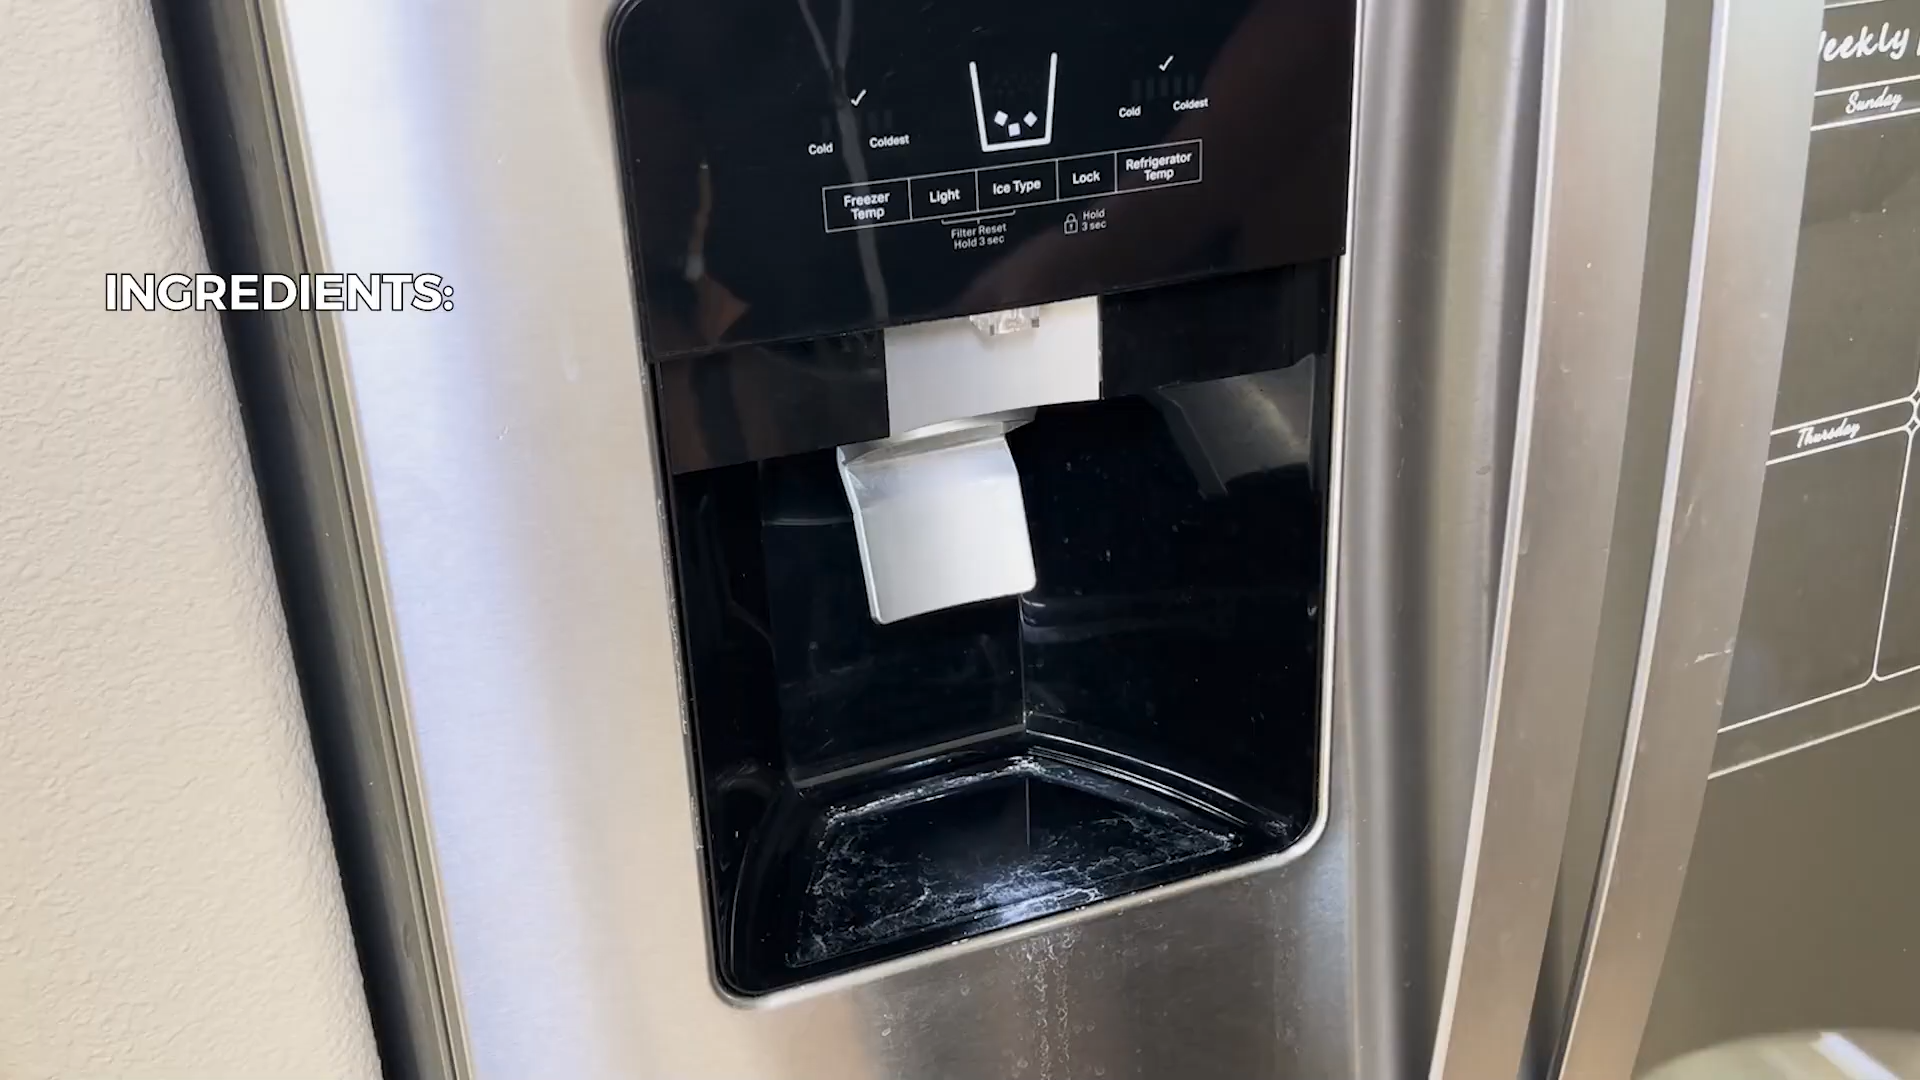 INGREDIENTS:
Cold
Coldest
Cold
Coldest
Freezer
Temp
Light
Ice Type
Lock
Refrigerator
Temp
Filter Reset
Hold 3 sec
Hold
3 sec
Sunday
Thursday